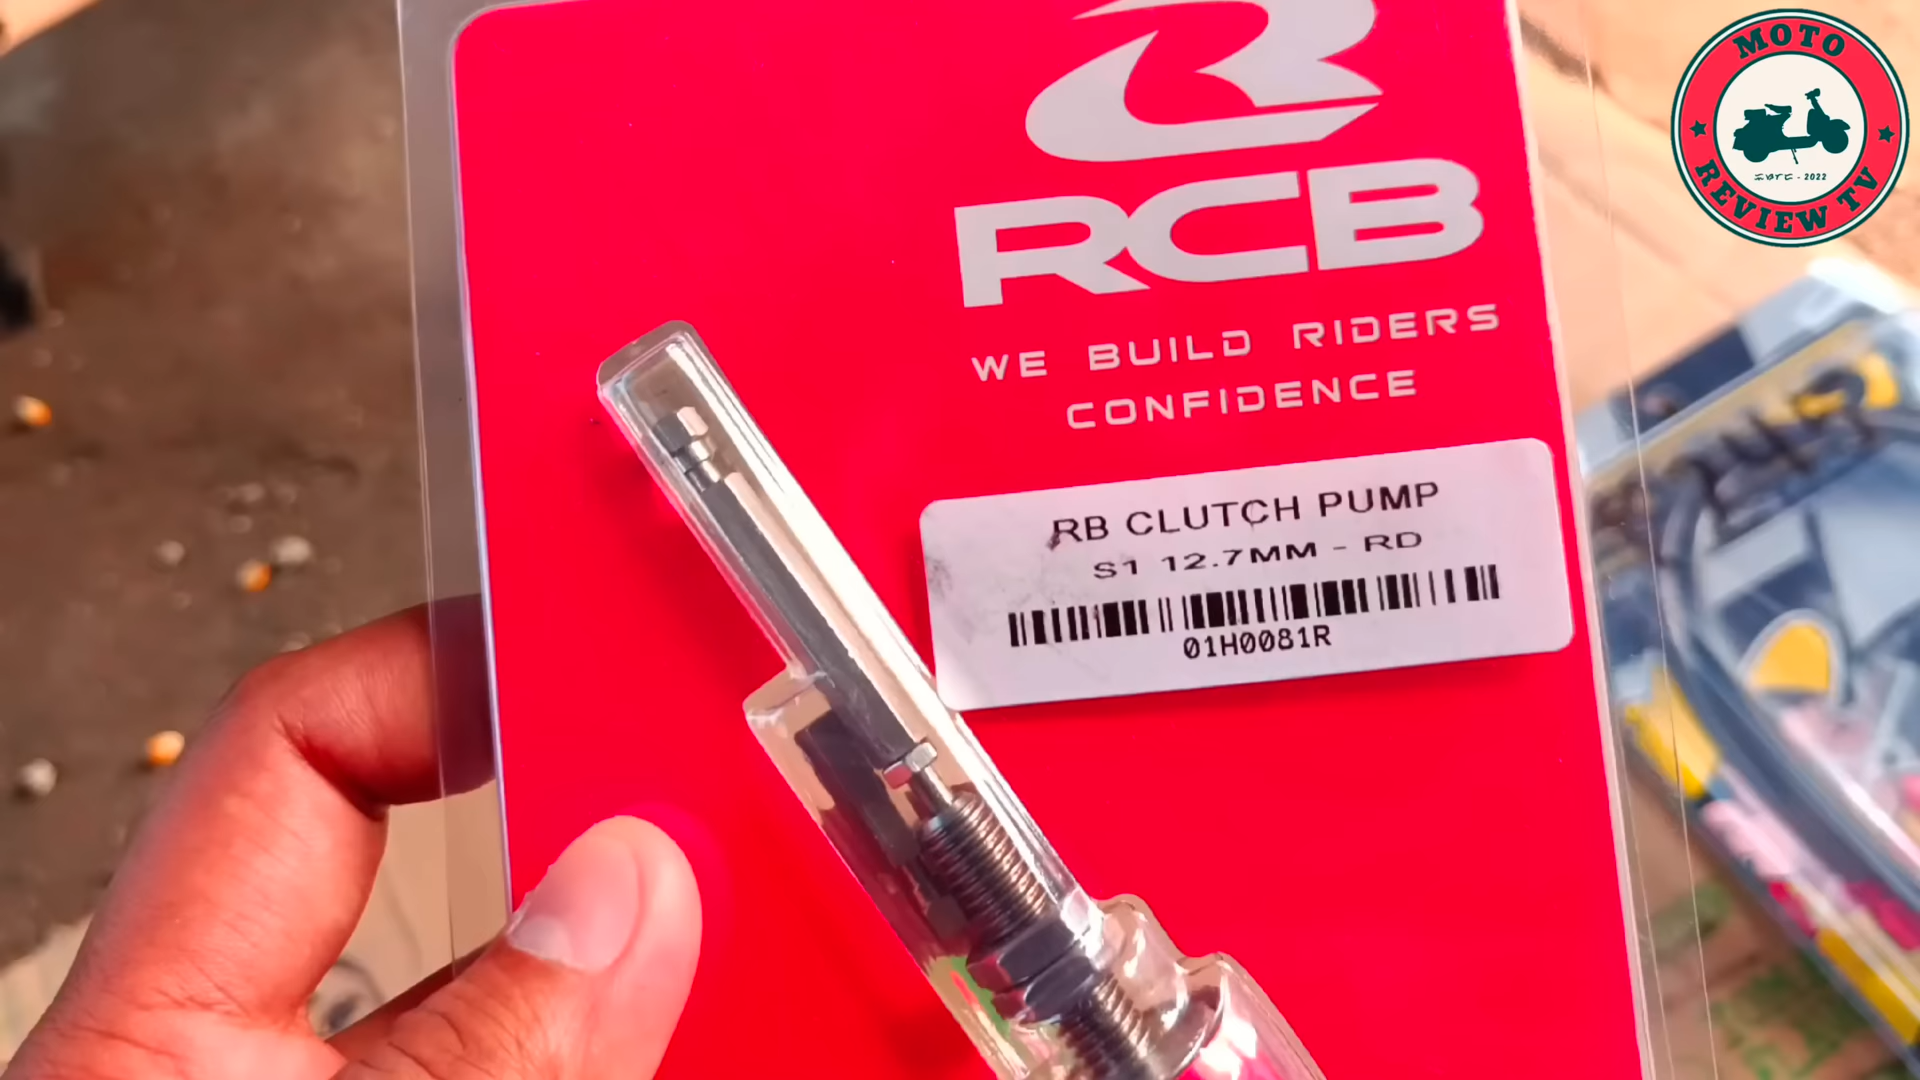 RCB
WE BUILD RIDERS
CONFIDENCE
RB CLUTCH PUMP
S1 12.7MM - RD
01H0081R
MOTO
REVIEW TV